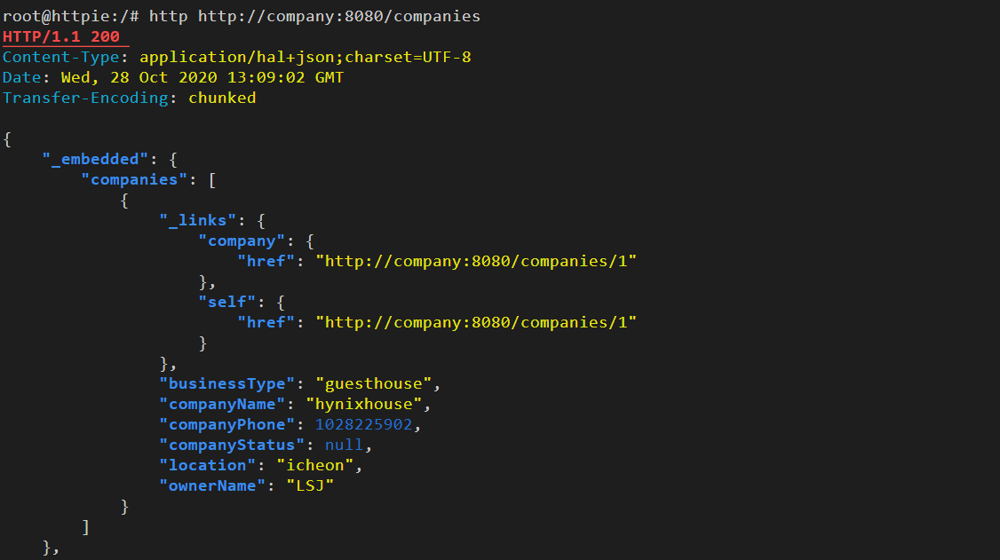 root@httpie:/# http http://company:8080/companies
HTTP/1.1 200
Content-Type: application/hal+json;charset=UTF-8
Date: Wed, 28 Oct 2020 13:09:02 GMT
Transfer-Encoding: chunked

{
    "_embedded": {
        "companies": [
            {
                "_links": {
                    "company": {
                        "href": "http://company:8080/companies/1"
                    },
                    "self": {
                        "href": "http://company:8080/companies/1"
                    }
                },
                "businessType": "guesthouse",
                "companyName": "hynixhouse",
                "companyPhone": 1028225902,
                "companyStatus": null,
                "location": "icheon",
                "ownerName": "LSJ"
            }
        ]
    },